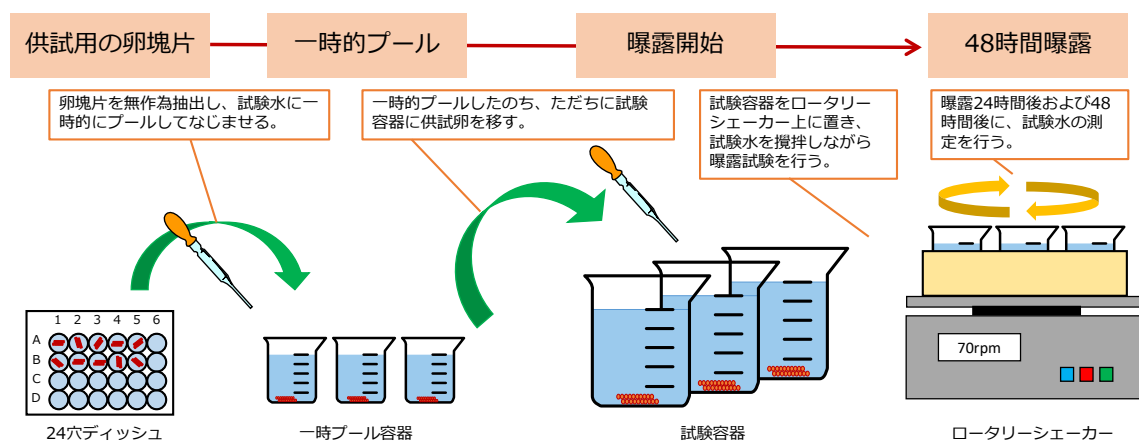 供試用の卵塊片
一時的プール
曝露開始
48時間曝露
卵塊片を無作為抽出し、試験水に一
時的にプールしてなじませる。
一時的プールしたのち、ただちに試験
容器に供試卵を移す。
試験容器をロータリー
シェーカー上に置き、
試験水を攪拌しながら
曝露試験を行う。
曝露24時間後および48
時間後に、試験水の測
定を行う。
1 2 3 4 5 6
A
B
C
D
70rpm
24穴ディッシュ
一時プール容器
試験容器
ロータリーシェーカー